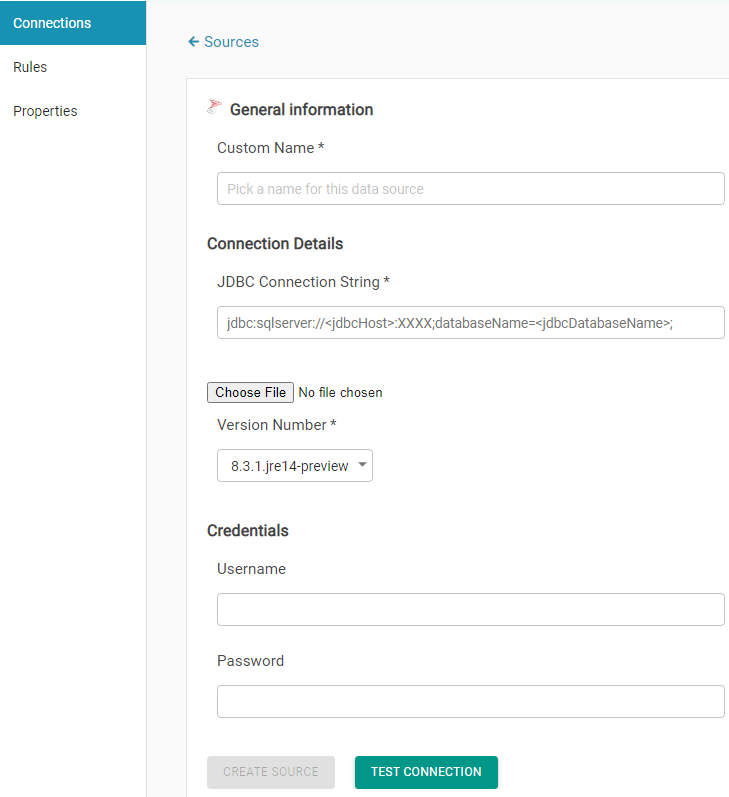 Connections
Rules
Properties
← Sources
General information
Custom Name *
Pick a name for this data source
Connection Details
JDBC Connection String *
jdbc:sqlserver://<jdbcHost>:XXXX;databaseName=<jdbcDatabaseName>;
Choose File No file chosen
Version Number *
8.3.1.jre14-preview
Credentials
Username
Password
CREATE SOURCE TEST CONNECTION